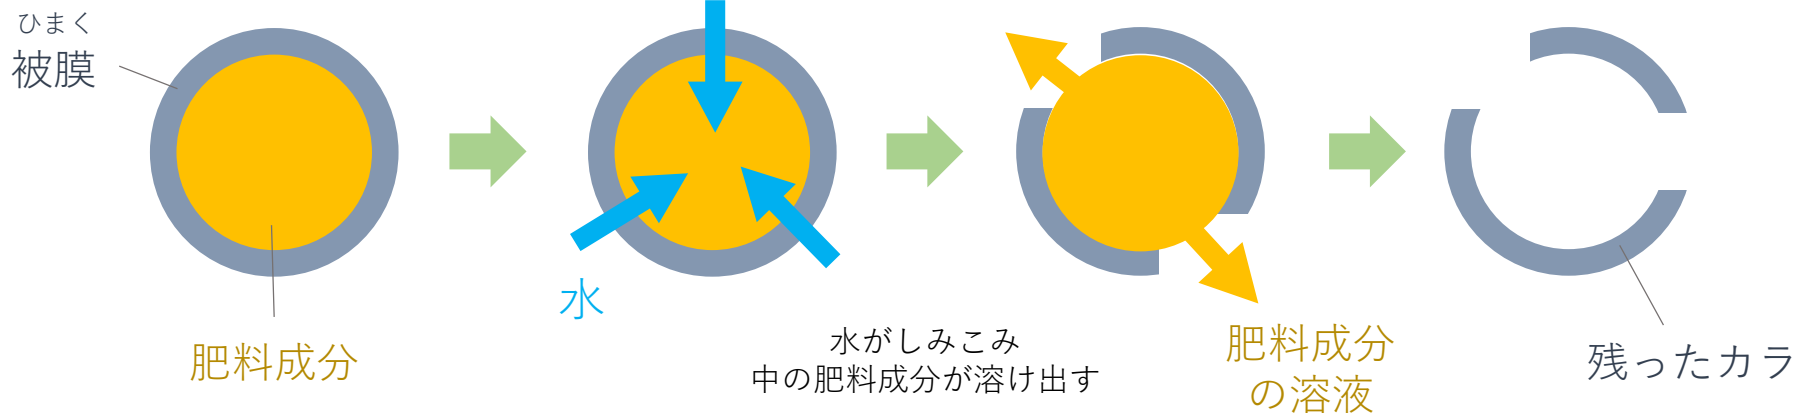 ひまく
被膜
肥料成分
水
水がしみこみ
中の肥料成分が溶け出す
肥料成分
の溶液
残ったカラ